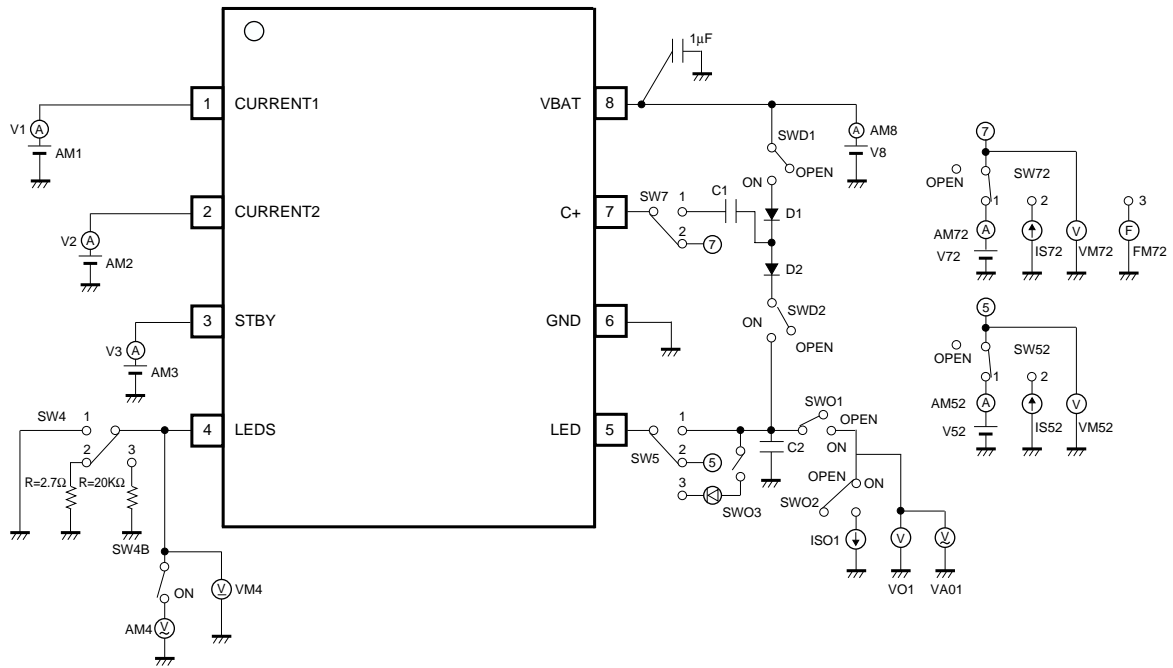 1μF
1 CURRENT1
VBAT 8
V1 A
AM1
SWD1
OPEN
ON
A AM8
V8
7
OPEN
SW72
1 2 3
A
AM72
V72
IS72
V
VM72
F
FM72
2 CURRENT2
C+ 7
V2 A
AM2
SW7
1
2
7
C1
D1
D2
3 STBY
GND 6
V3 A
AM3
ON
SWD2
OPEN
5
OPEN
SW52
1 2
A
AM52
V52
IS52
V
VM52
SW4
1
2
3
4 LEDS
LED 5
R=2.7Ω
R=20KΩ
SW5
1
2
5
3
SWO3
C2
SWO1
OPEN
ON
OPEN
ON
SWO2
ISO1
V
VO1
V
VA01
SW4B
ON
V VM4
AM4 V